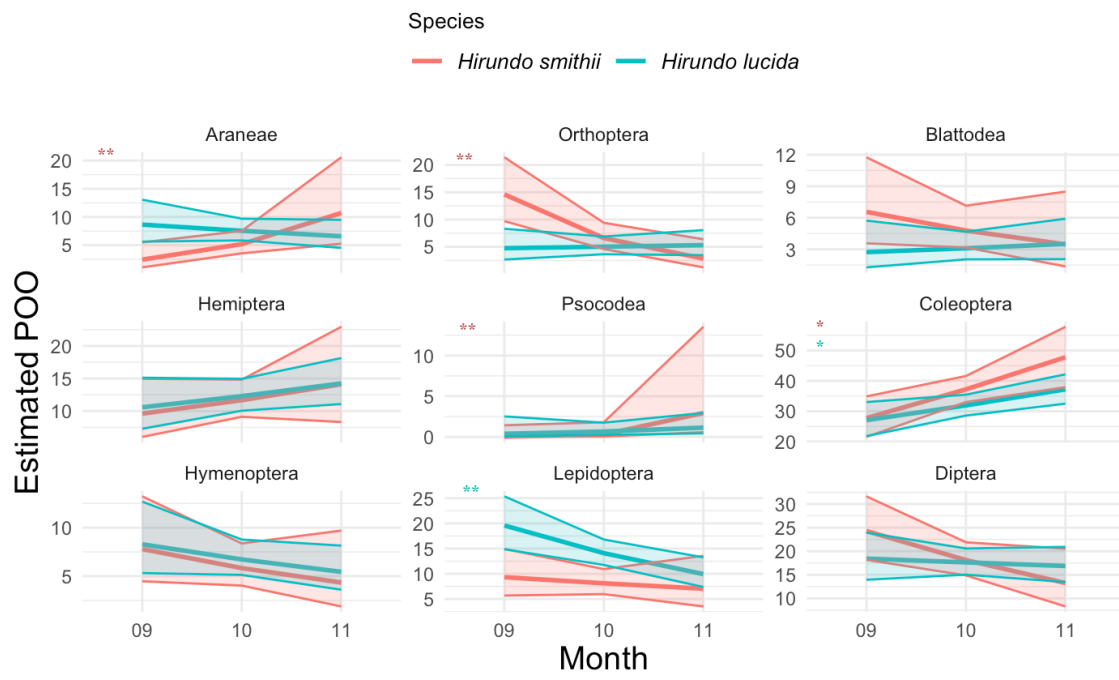 Species
Hirundo smithii Hirundo lucida
Araneae Orthoptera Blattodea
** ** 
20 20 12
15 15 9
10 10 6
5 5 3
Hemiptera Psocodea Coleoptera
** * *
20 10 50
15 5 40
10 0 30
20
Hymenoptera Lepidoptera Diptera
**
10 25 30
5 20 25
15 20
10 15
5 10
09 10 11 09 10 11 09 10 11
Estimated POO
Month